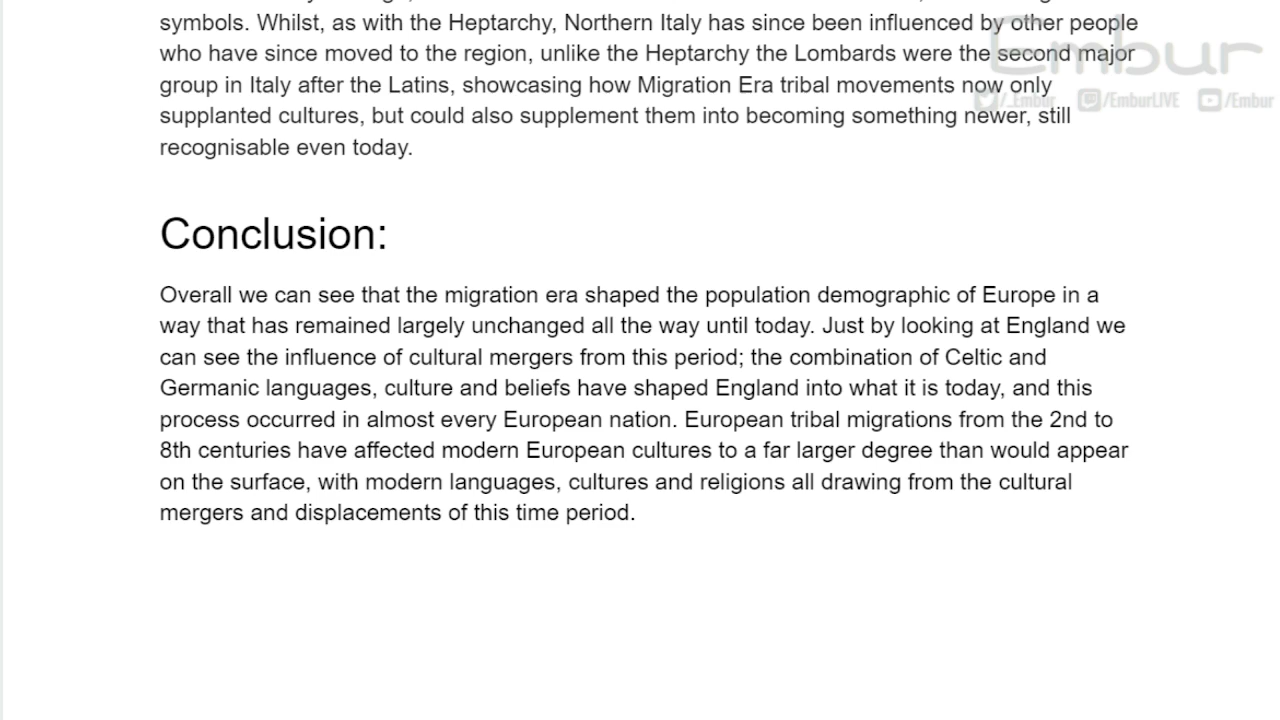 symbols. Whilst, as with the Heptarchy, Northern Italy has since been influenced by other people
who have since moved to the region, unlike the Heptarchy the Lombards were the second major
group in Italy after the Latins, showcasing how Migration Era tribal movements now only
supplanted cultures, but could also supplement them into becoming something newer, still
recognisable even today.
Embur
/_Embur /EmburLIVE /Embur
Conclusion:
Overall we can see that the migration era shaped the population demographic of Europe in a
way that has remained largely unchanged all the way until today. Just by looking at England we
can see the influence of cultural mergers from this period; the combination of Celtic and
Germanic languages, culture and beliefs have shaped England into what it is today, and this
process occurred in almost every European nation. European tribal migrations from the 2nd to
8th centuries have affected modern European cultures to a far larger degree than would appear
on the surface, with modern languages, cultures and religions all drawing from the cultural
mergers and displacements of this time period.